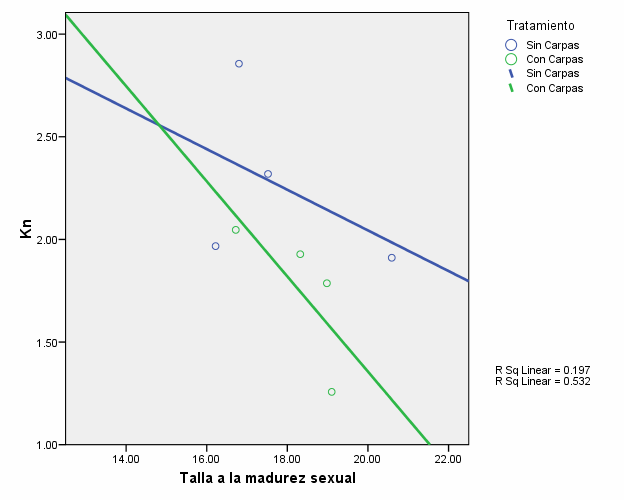 Tratamiento
Sin Carpas
Con Carpas
Sin Carpas
Con Carpas
3.00
2.50
2.00
1.50
1.00
Kn
14.00 16.00 18.00 20.00 22.00
Talla a la madurez sexual
R Sq Linear = 0.197
R Sq Linear = 0.532